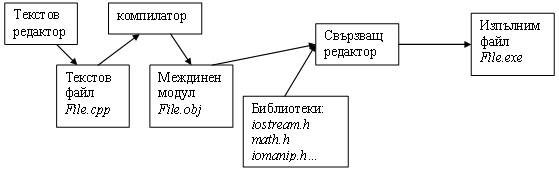 Текстов
редактор
компилатор
Текстов
файл
File.cpp
Междинен
модул
File.obj
Библиотеки:
iostream.h
math.h
iomanip.h...
Свързващ
редактор
Изпълним
файл
File.exe